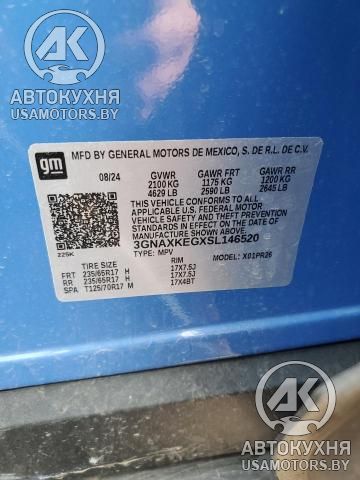 АК
АВТОКУХНЯ
USAMOTORS.BY
gm
MFD BY GENERAL MOTORS DE MEXICO, S. DE R.L. DE C.V.
08/24 GVWR GAWR FRT GAWR RR
2100 KG 1175 KG 1200 KG
4629 LB 2590 LB 2645 LB
THIS VEHICLE CONFORMS TO ALL
APPLICABLE U.S. FEDERAL MOTOR
VEHICLE SAFETY, BUMPER, AND THEFT
PREVENTION STANDARDS IN EFFECT ON
THE DATE OF MANUFACTURE SHOWN ABOVE.
3GNAXKEGXSL146520
225K TYPE: MPV MODEL: X01PR26
TIRE SIZE RIM
FRT 235/65R17 H 17X7.5J
RR 235/65R17 H 17X7.5J
SPA T125/70R17 M 17X4BT
АК
АВТОКУХНЯ
USAMOTORS.BY